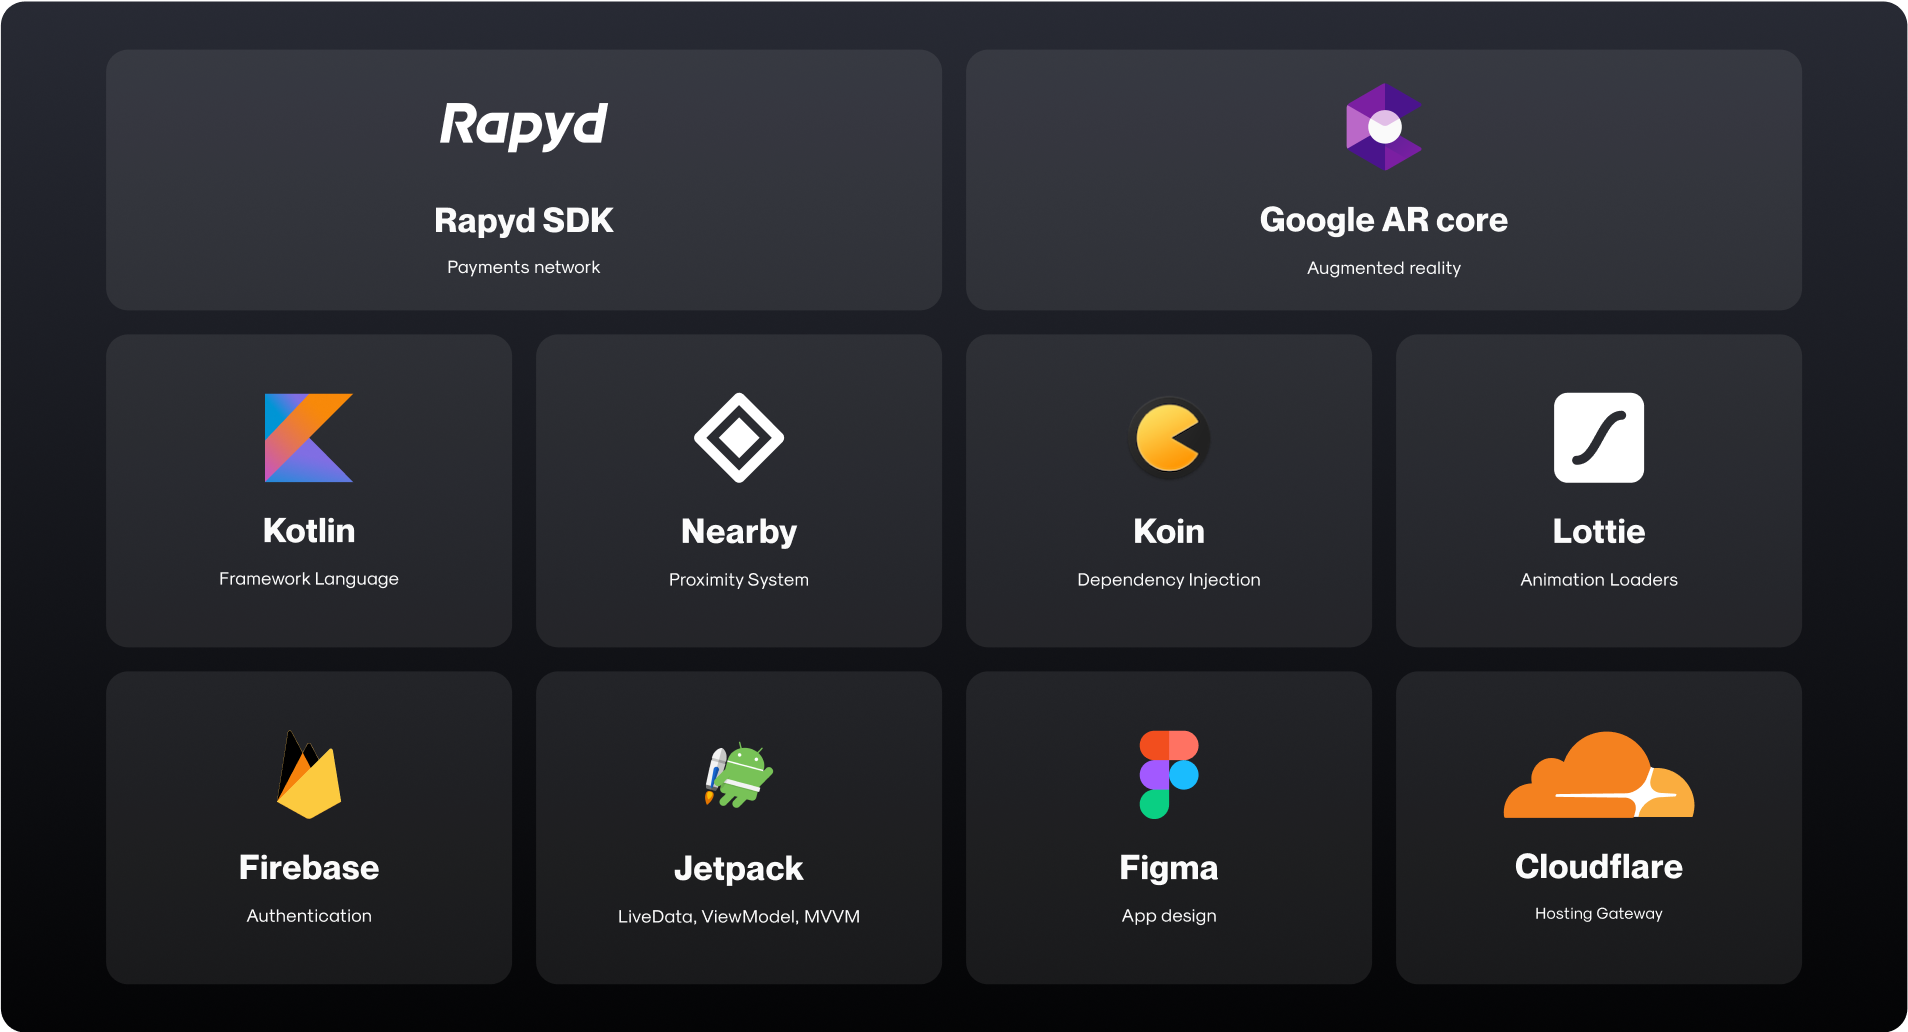 Rapyd
Rapyd SDK
Payments network
Google AR core
Augmented reality
Kotlin
Framework Language
Nearby
Proximity System
Koin
Dependency Injection
Lottie
Animation Loaders
Firebase
Authentication
Jetpack
LiveData, ViewModel, MVVM
Figma
App design
Cloudflare
Hosting Gateway